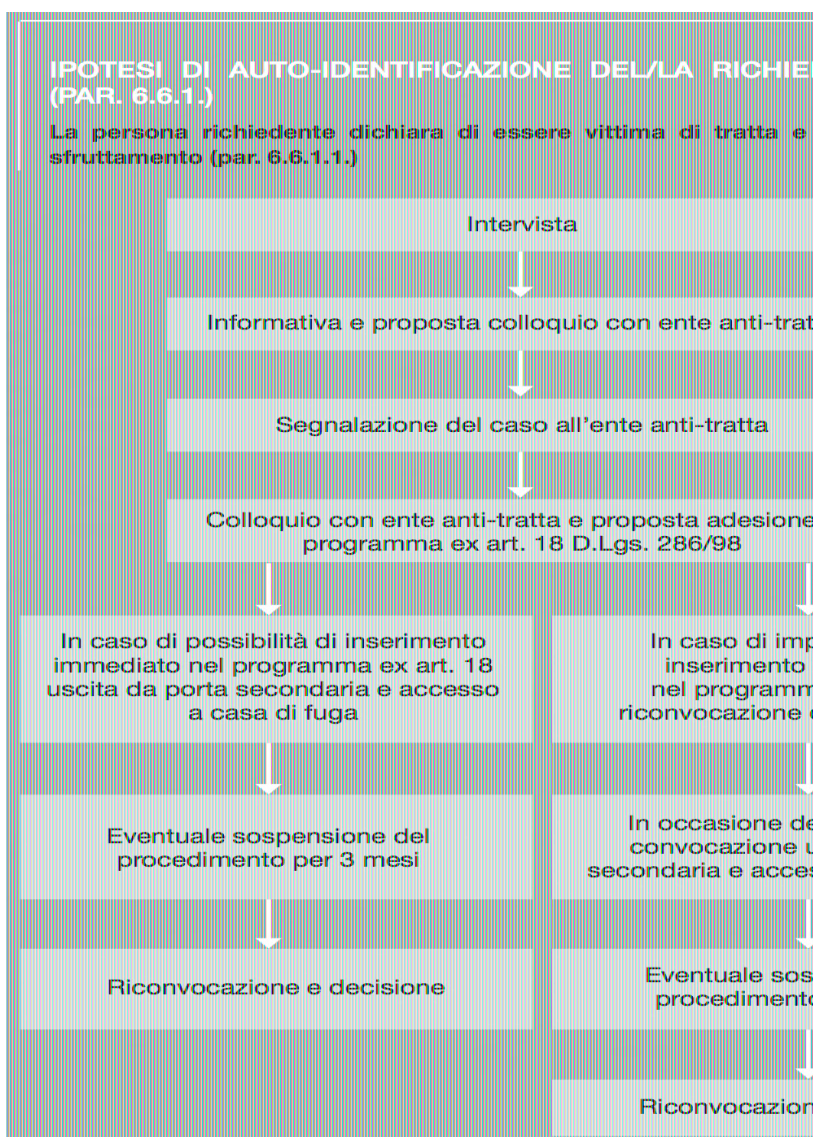 IPOTESI DI AUTO-IDENTIFICAZIONE DEL/LA
(PAR. 6.6.1.)
La persona richiedente dichiara di essere vittima di tratta e
sfruttamento (par. 6.6.1.1.)
Intervista
Informativa e proposta colloquio con ente
Segnalazione del caso all'ente anti-tratta
Colloquio con ente anti-tratta e proposta adesione
programma ex art. 18 D.Lgs. 286/98
In caso di possibilità di inserimento
immediato nel programma ex art. 18
uscita da porta secondaria e accesso
a casa di fuga
In caso di
inserimento
nel
riconvocazione
Eventuale sospensione del
procedimento per 3 mesi
In occasione
convocazione
secondaria e
Riconvocazione e decisione
Eventuale